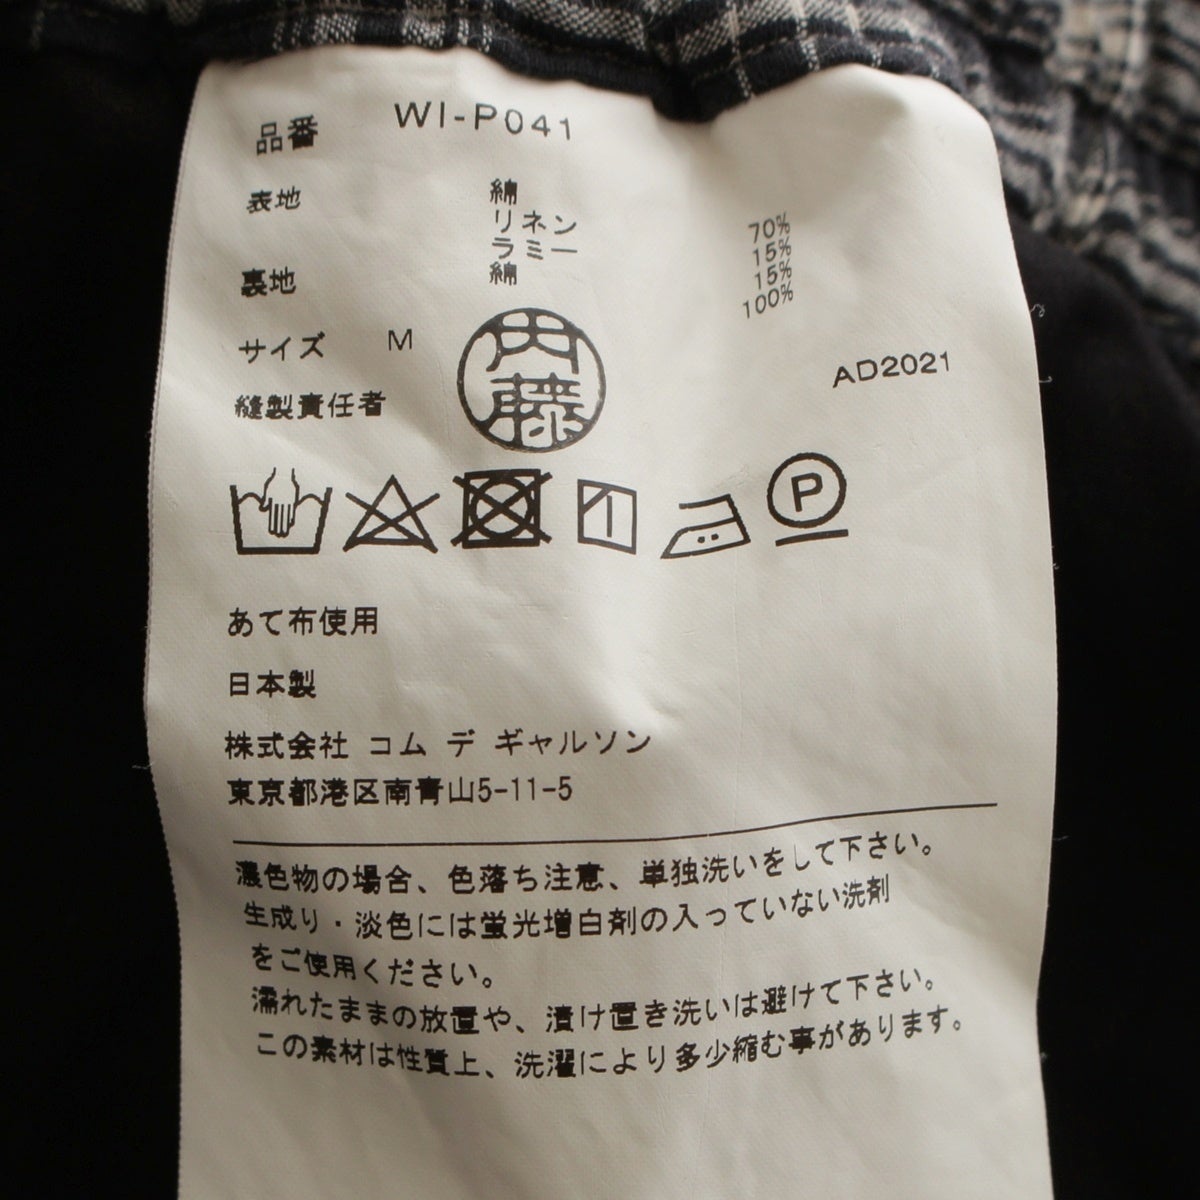 品番 WI-P041
表地 綿 70%
リネン 15%
ラミー 15%
裏地 綿 100%
サイズ M
内藤
AD2021
縫製責任者
P
あて布使用
日本製
株式会社 コム デ ギャルソン
東京都港区南青山5-11-5
濃色物の場合、色落ち注意、単独洗いをして下さい。
生成り・淡色には蛍光増白剤の入っていない洗剤
をご使用ください。
濡れたままの放置や、漬け置き洗いは避けて下さい。
この素材は性質上、洗濯により多少縮む事があります。